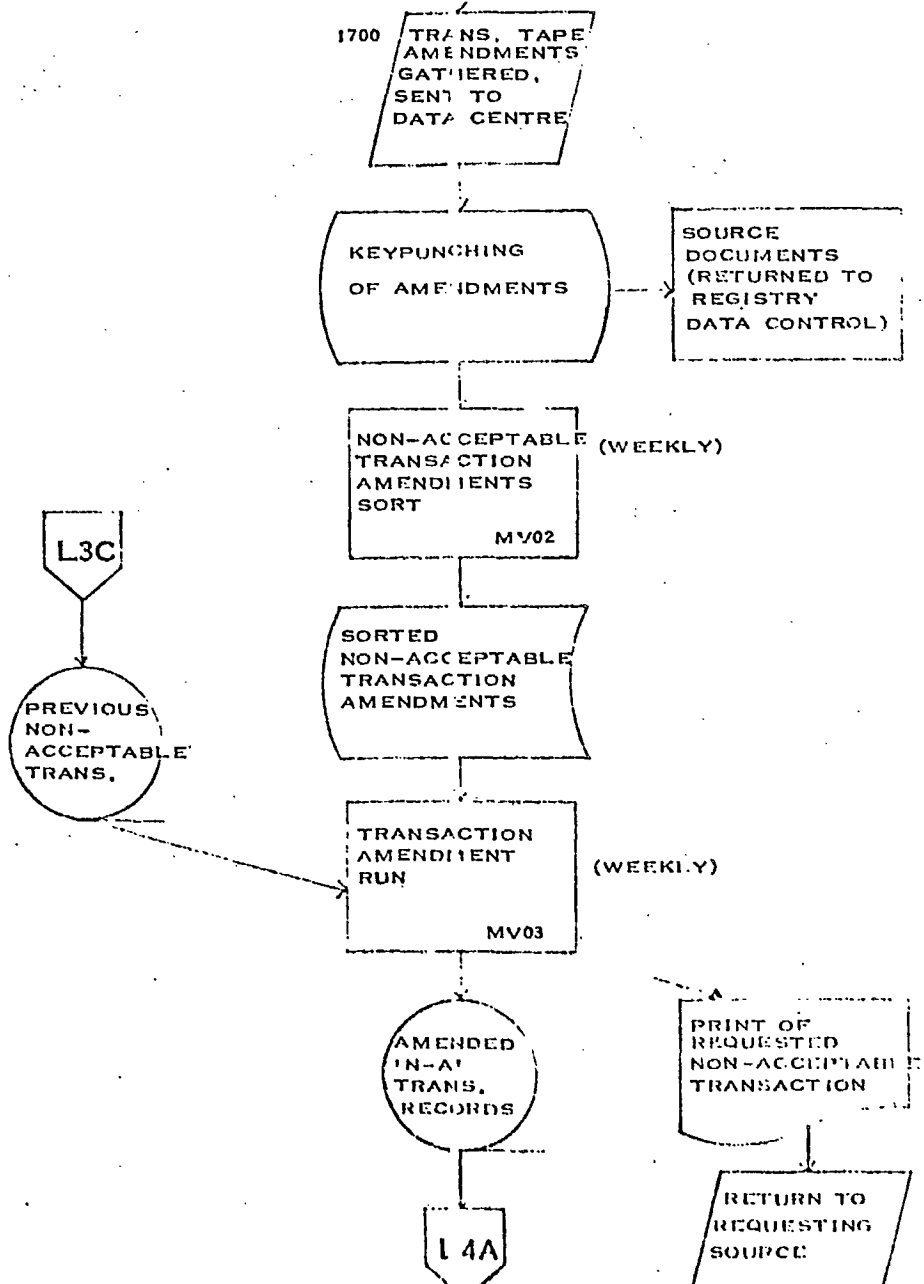 1700
TRANS. TAPE
AMENDMENTS
GATHERED,
SENT TO
DATA CENTRE
KEYPUNCHING
OF AMENDMENTS
SOURCE
DOCUMENTS
(RETURNED TO
REGISTRY
DATA CONTROL)
NON-ACCEPTABLE
TRANSACTION
AMENDMENTS
SORT
MV02
(WEEKLY)
L3C
SORTED
NON-ACCEPTABLE
TRANSACTION
AMENDMENTS
PREVIOUS
NON-
ACCEPTABLE
TRANS.
TRANSACTION
AMENDMENT
RUN
MV03
(WEEKLY)
AMENDED
'N-A'
TRANS.
RECORDS
PRINT OF
REQUESTED
NON-ACCEPTABLE
TRANSACTION
L4A
RETURN TO
REQUESTING
SOURCE